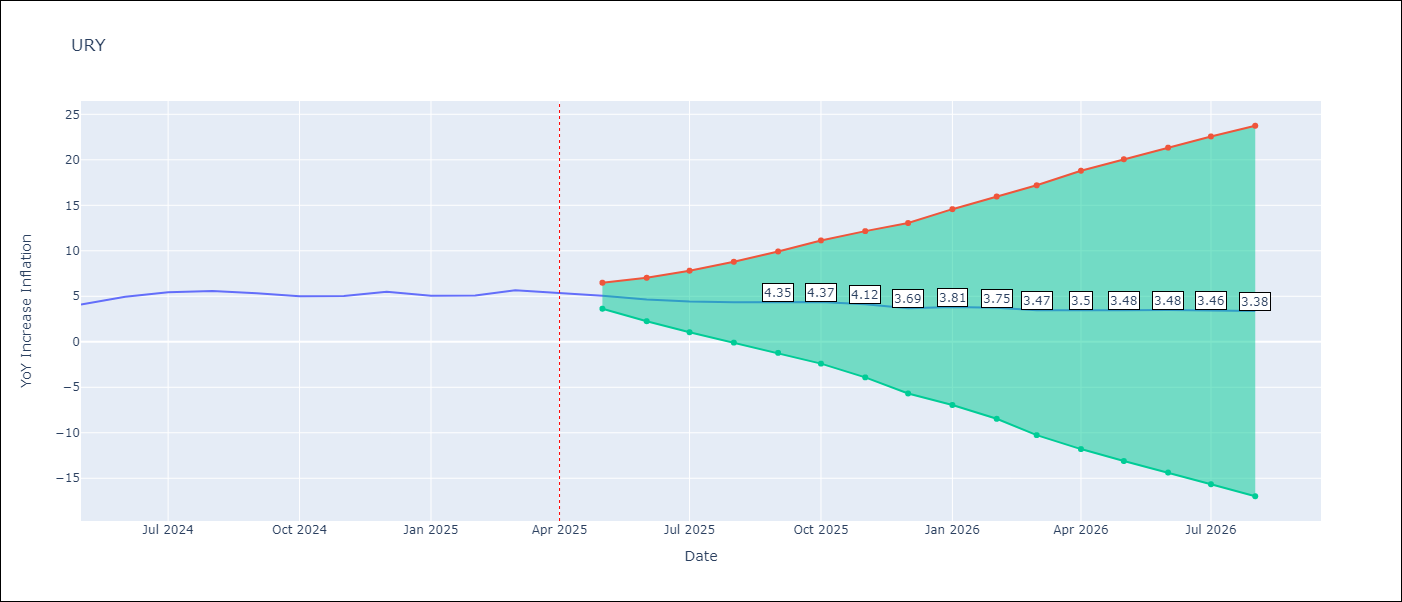 URY
YoY Increase Inflation
25
20
15
10
5
0
−5
−10
−15
4.35
4.37
4.12
3.69
3.81
3.75
3.47
3.5
3.48
3.48
3.46
3.38
Jul 2024
Oct 2024
Jan 2025
Apr 2025
Jul 2025
Oct 2025
Jan 2026
Apr 2026
Jul 2026
Date